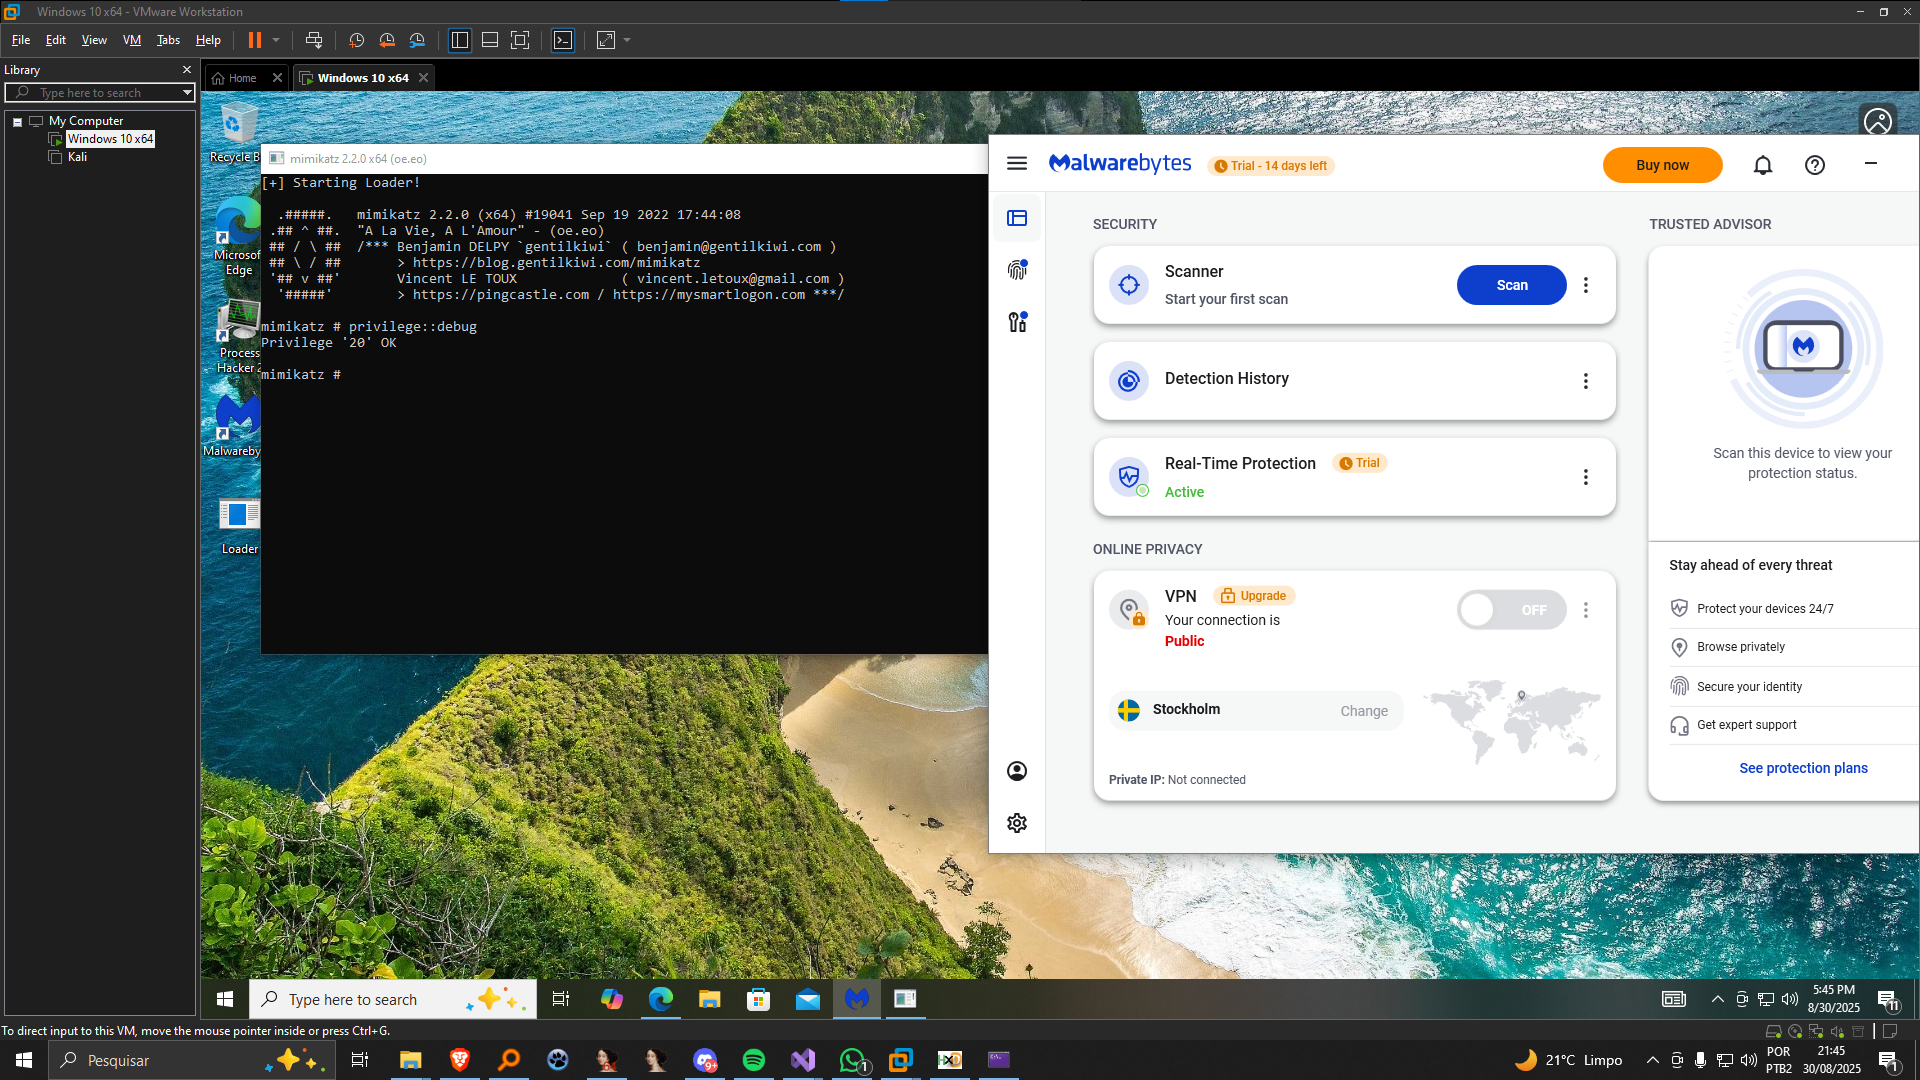 Windows 10 x64 - VMware Workstation
File Edit View VM Tabs Help
Library
Type here to search
My Computer
Windows 10 x64
Kali
Home
Windows 10 x64
Recycle B
Microsof
Edge
Process
Hacker 2
Malwareby
Loader
mimikatz 2.2.0 x64 (oe.eo)
[+] Starting Loader!
.#####.   mimikatz 2.2.0 (x64) #19041 Sep 19 2022 17:44:08
.## ^ ##.  "A La Vie, A L'Amour" - (oe.eo)
## / \ ##  /*** Benjamin DELPY `gentilkiwi` ( benjamin@gentilkiwi.com )
## \ / ##       > https://blog.gentilkiwi.com/mimikatz
'## v ##'       Vincent LE TOUX             ( vincent.letoux@gmail.com )
'#####'        > https://pingcastle.com / https://mysmartlogon.com ***/
mimikatz # privilege::debug
Privilege '20' OK
mimikatz #
Malwarebytes
Trial - 14 days left
Buy now
SECURITY
Scanner
Start your first scan
Scan
Detection History
Real-Time Protection
Trial
Active
ONLINE PRIVACY
VPN
Upgrade
Your connection is
Public
OFF
Stockholm
Change
Private IP: Not connected
TRUSTED ADVISOR
Scan this device to view your
protection status.
Stay ahead of every threat
Protect your devices 24/7
Browse privately
Secure your identity
Get expert support
See protection plans
Type here to search
5:45 PM
8/30/2025
11
To direct input to this VM, move the mouse pointer inside or press Ctrl+G.
Pesquisar
9+
1
HXD
21°C Limpo
POR
PTB2
21:45
30/08/2025
1